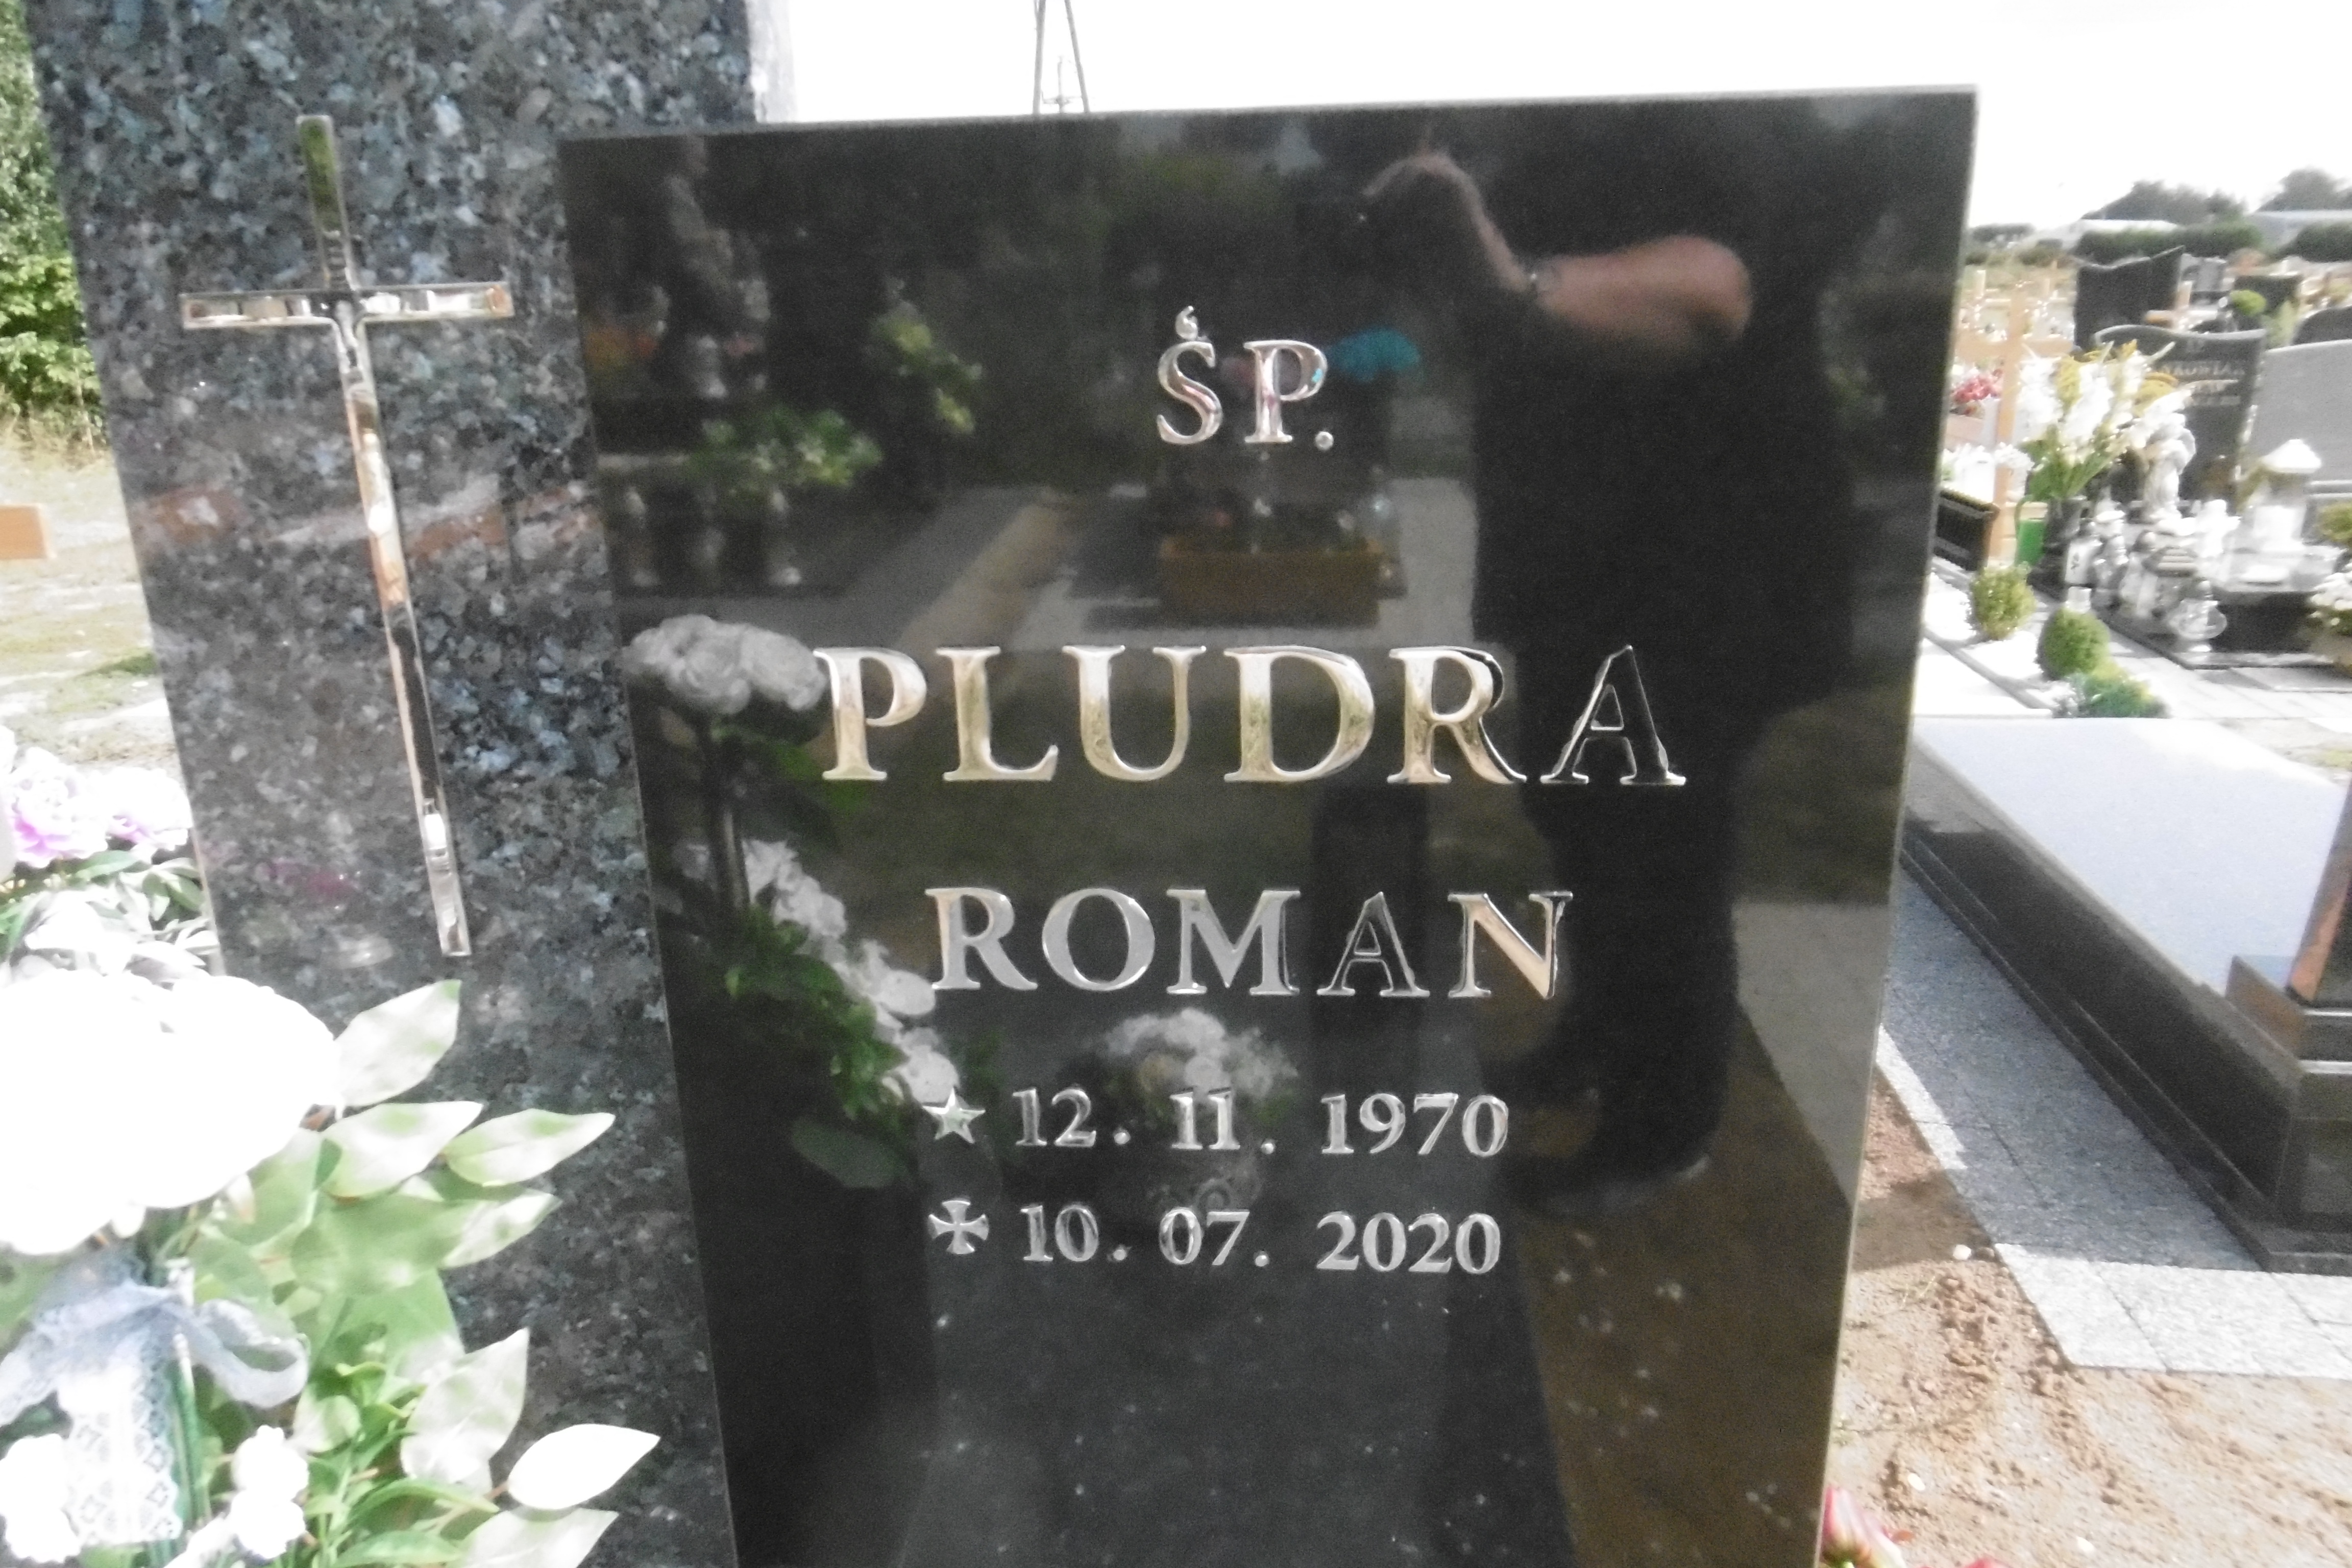 ŚP.
PLUDRA
ROMAN
★ 12. 11. 1970
✠ 10. 07. 2020